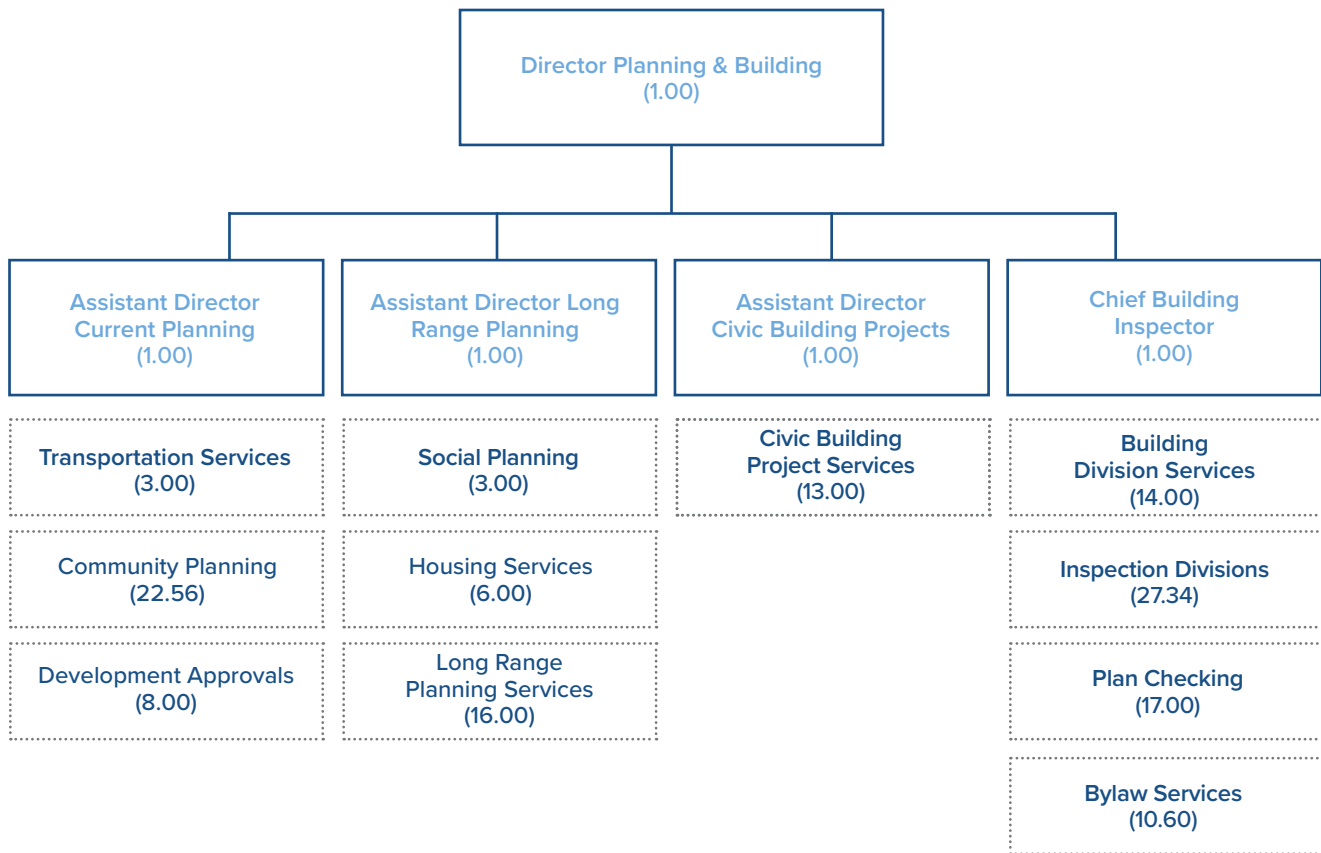 Director Planning & Building
(1.00)
Assistant Director
Current Planning
(1.00)
Assistant Director Long
Range Planning
(1.00)
Assistant Director
Civic Building Projects
(1.00)
Chief Building
Inspector
(1.00)
Transportation Services
(3.00)
Community Planning
(22.56)
Development Approvals
(8.00)
Social Planning
(3.00)
Housing Services
(6.00)
Long Range
Planning Services
(16.00)
Civic Building
Project Services
(13.00)
Building
Division Services
(14.00)
Inspection Divisions
(27.34)
Plan Checking
(17.00)
Bylaw Services
(10.60)